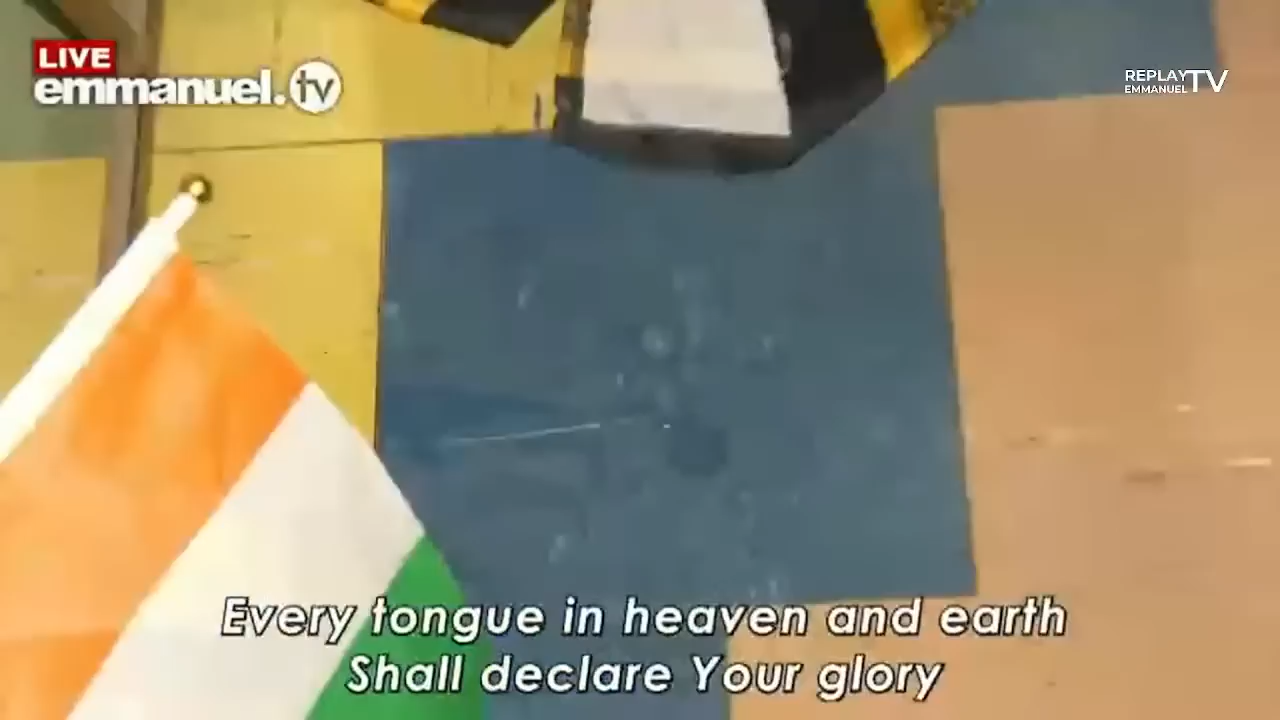 LIVE
emmanuel.tv
REPLAY
EMMANUEL TV
Every tongue in heaven and earth
Shall declare Your glory